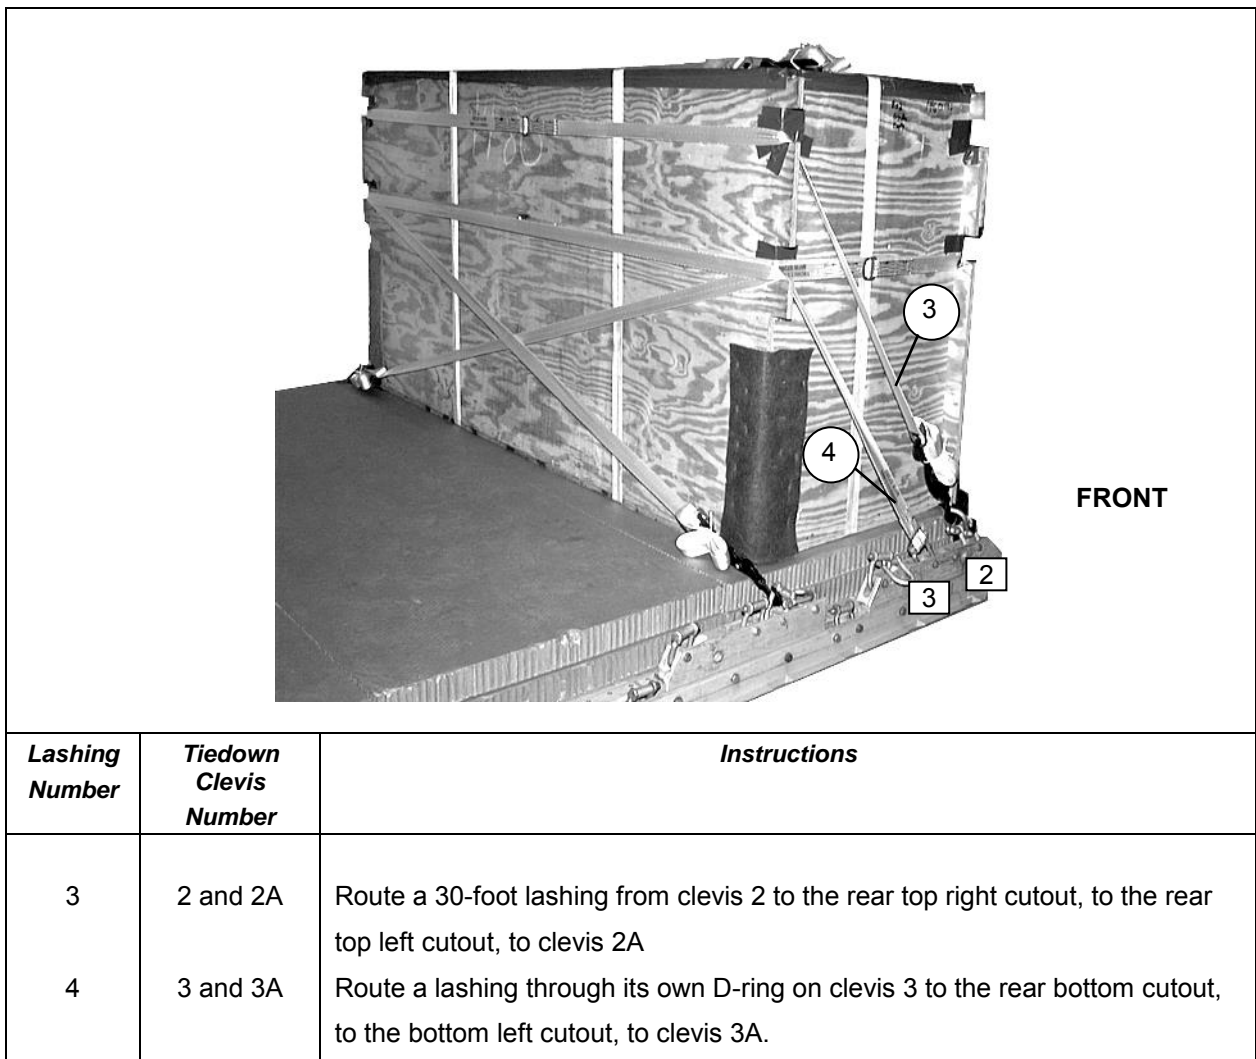 3
4
FRONT
2
3
Lashing Number
Tiedown Clevis Number
Instructions
3
2 and 2A
Route a 30-foot lashing from clevis 2 to the rear top right cutout, to the rear
top left cutout, to clevis 2A
4
3 and 3A
Route a lashing through its own D-ring on clevis 3 to the rear bottom cutout,
to the bottom left cutout, to clevis 3A.